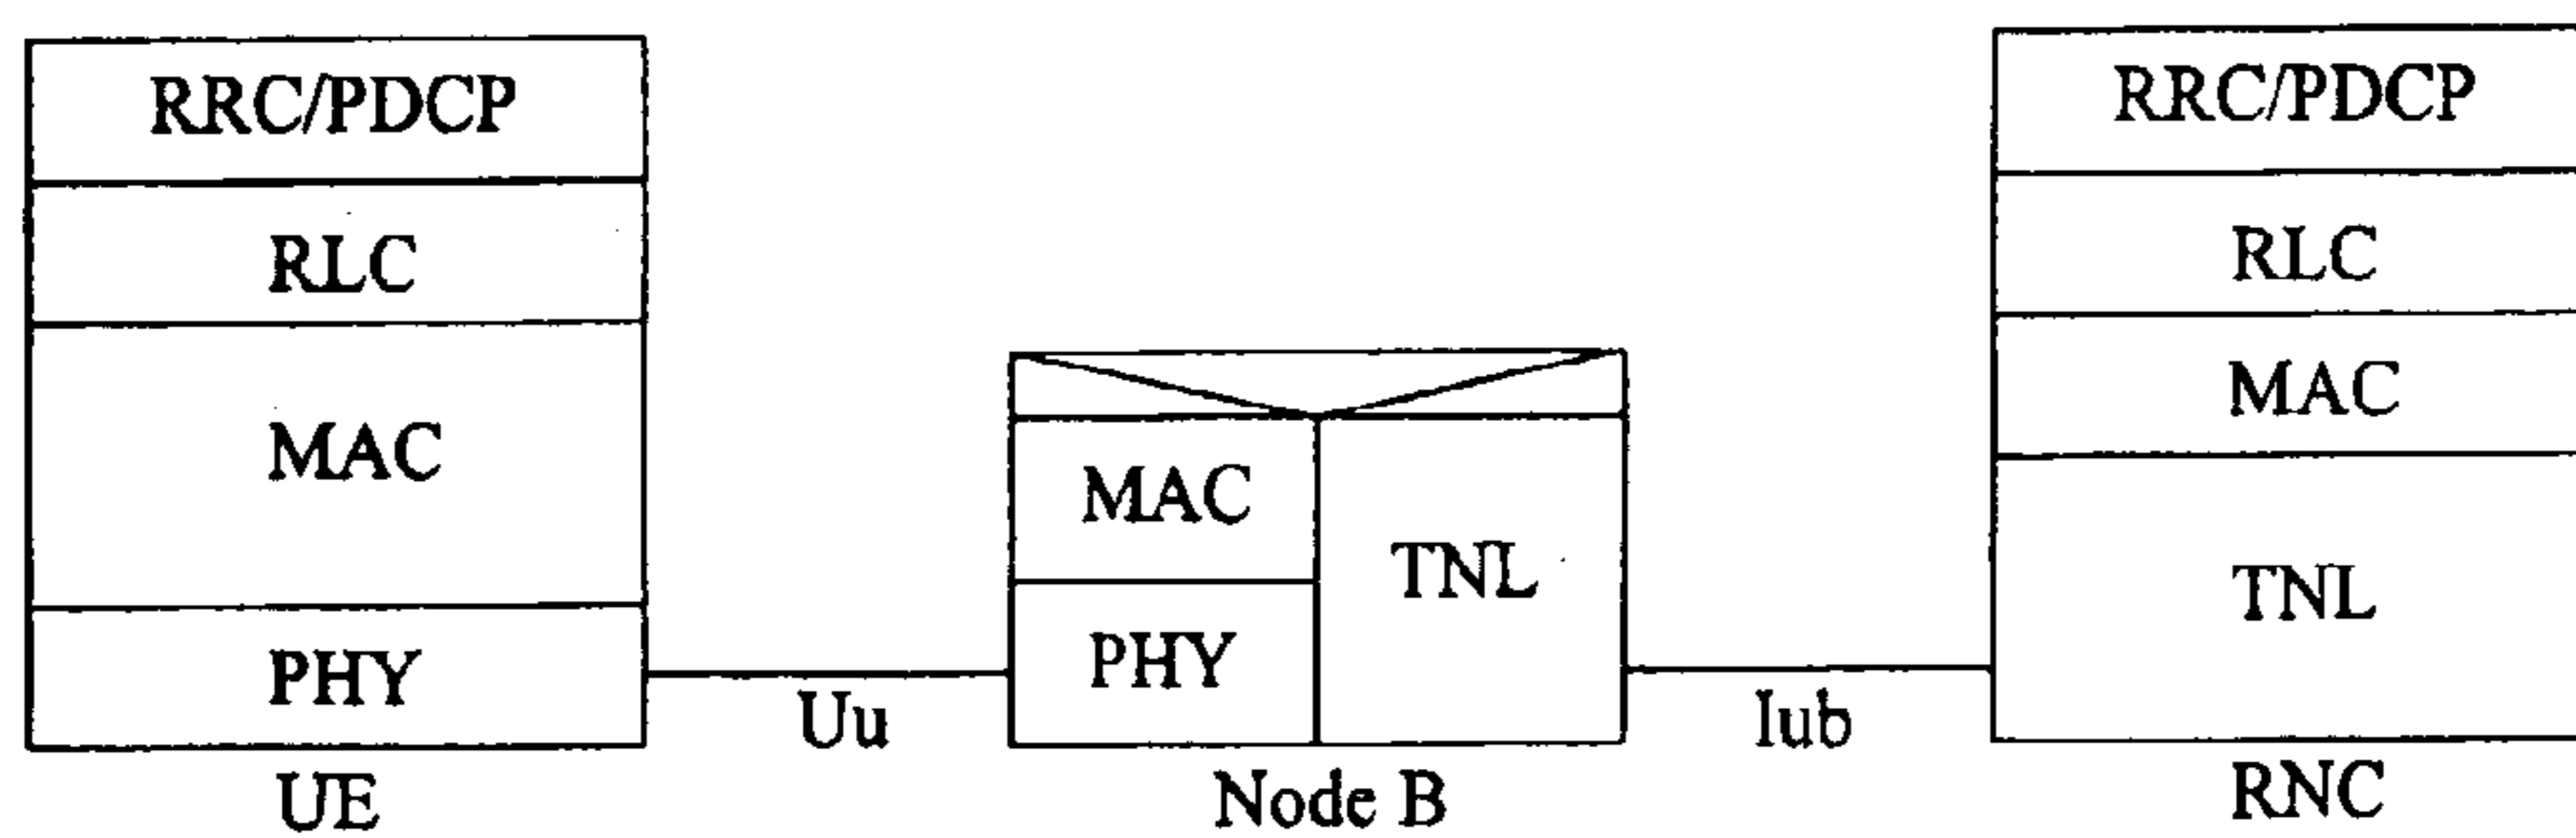 RRC/PDCP
RLC
MAC
PHY
UE
Uu
MAC
PHY
TNL
Node B
Iub
RRC/PDCP
RLC
MAC
TNL
RNC